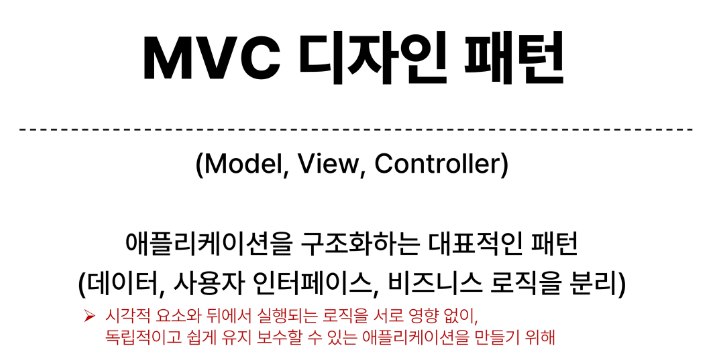 MVC 디자인 패턴
(Model, View, Controller)
애플리케이션을 구조화하는 대표적인 패턴
(데이터, 사용자 인터페이스, 비즈니스 로직을 분리)
➢ 시각적 요소와 뒤에서 실행되는 로직을 서로 영향 없이,
독립적이고 쉽게 유지 보수할 수 있는 애플리케이션을 만들기 위해